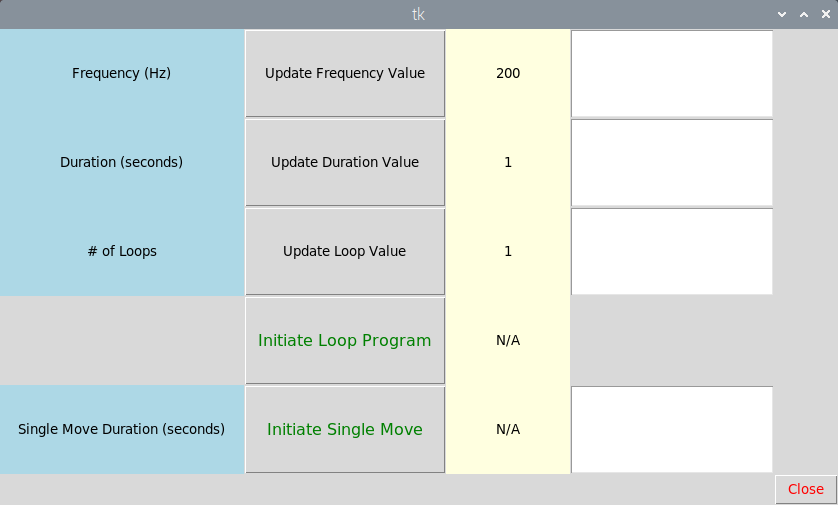 tk
Frequency (Hz) Update Frequency Value 200
Duration (seconds) Update Duration Value 1
# of Loops Update Loop Value 1
Initiate Loop Program N/A
Single Move Duration (seconds) Initiate Single Move N/A
Close